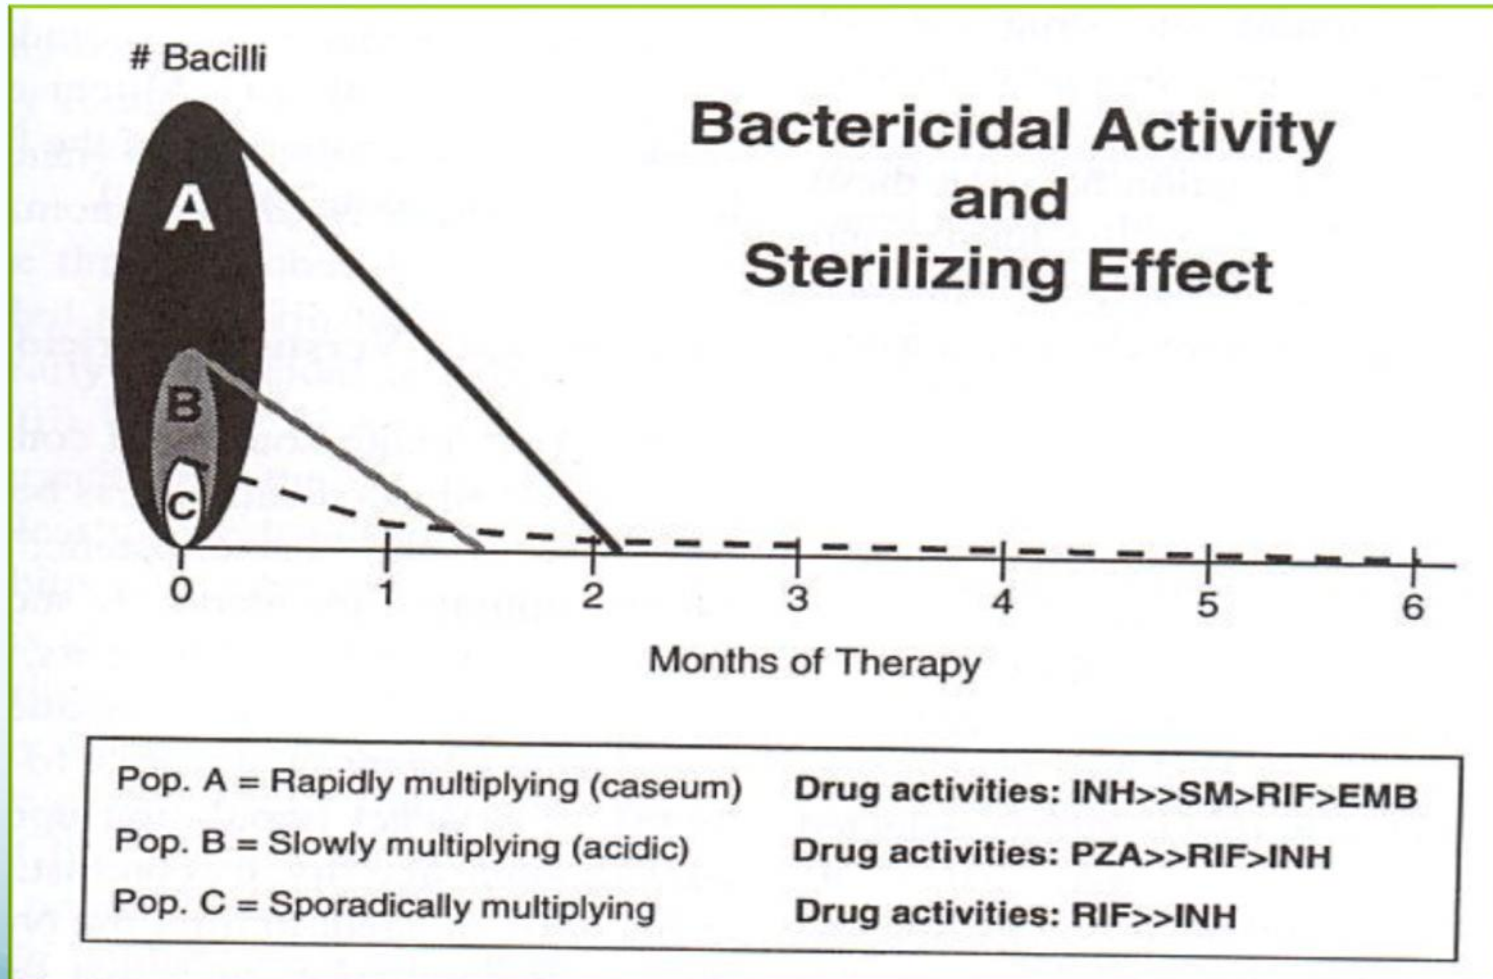 # Bacilli
Bactericidal Activity
and
Sterilizing Effect
A
B
C
0 1 2 3 4 5 6
Months of Therapy
Pop. A = Rapidly multiplying (caseum) Drug activities: INH>>SM>RIF>EMB
Pop. B = Slowly multiplying (acidic) Drug activities: PZA>>RIF>INH
Pop. C = Sporadically multiplying Drug activities: RIF>>INH